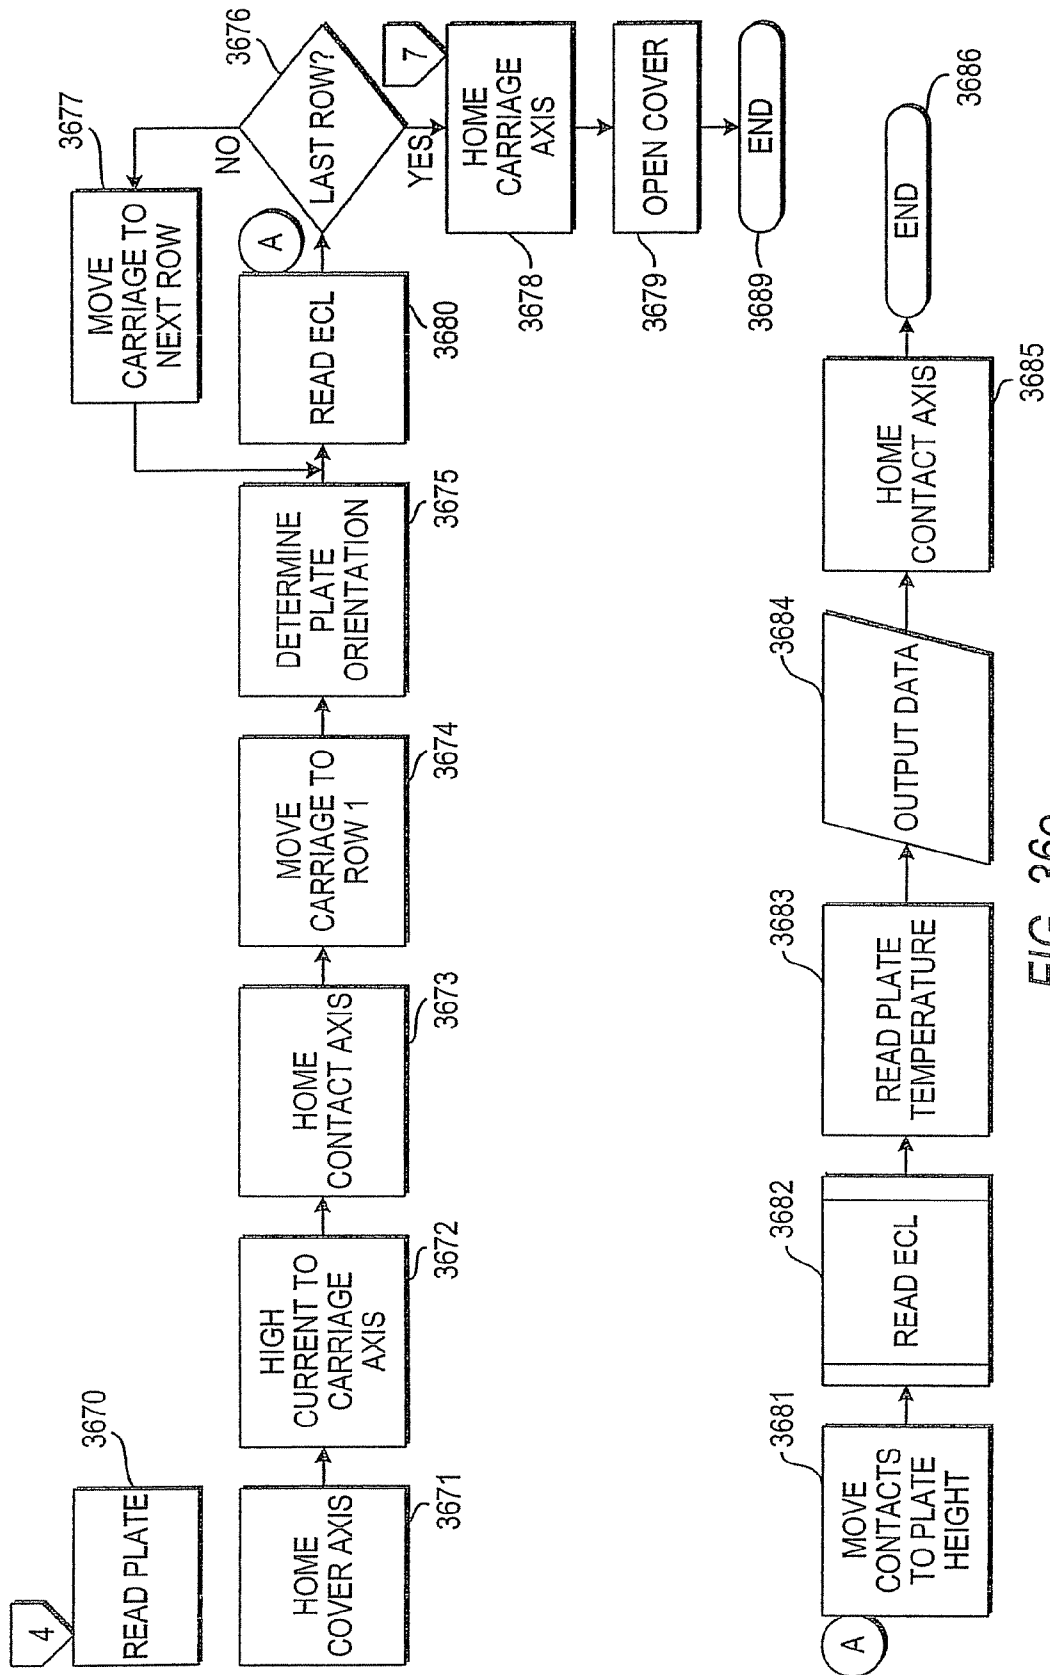 4
READ PLATE
3670
HOME
COVER AXIS
3671
HIGH
CURRENT TO
CARRIAGE
AXIS
3672
HOME
CONTACT AXIS
3673
MOVE
CARRIAGE TO
ROW 1
3674
DETERMINE
PLATE
ORIENTATION
3675
MOVE
CARRIAGE TO
NEXT ROW
3677
READ ECL
3680
A
LAST ROW?
3676
NO
YES
7
HOME
CARRIAGE
AXIS
3678
OPEN COVER
3679
END
3689
A
MOVE
CONTACTS
TO PLATE
HEIGHT
3681
READ ECL
3682
READ PLATE
TEMPERATURE
3683
OUTPUT DATA
3684
HOME
CONTACT AXIS
3685
END
3686